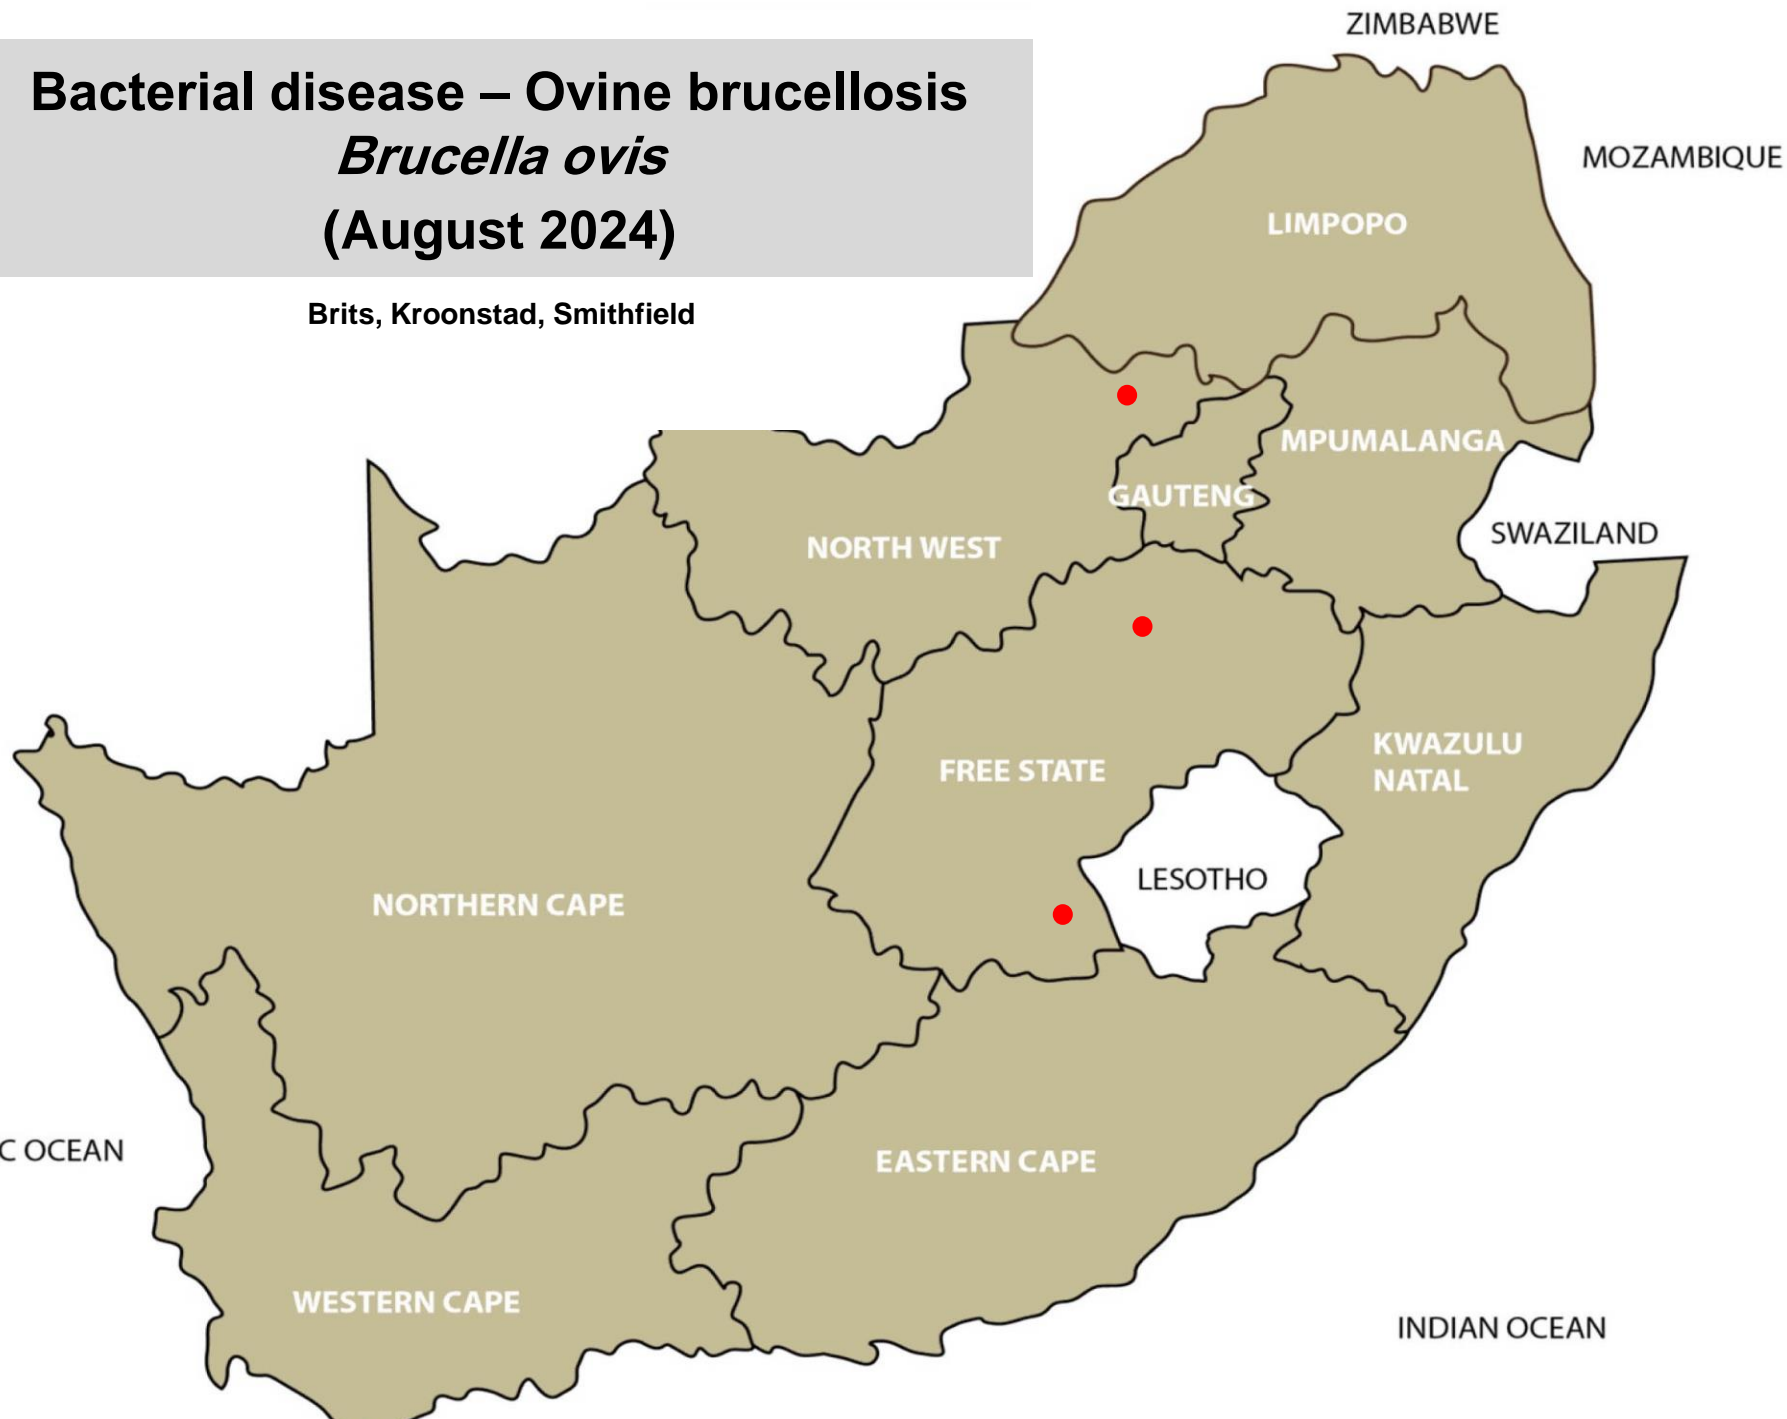 ZIMBABWE
Bacterial disease – Ovine brucellosis
Brucella ovis
(August 2024)
MOZAMBIQUE
LIMPOPO
Brits, Kroonstad, Smithfield
MPUMALANGA
GAUTENG
SWAZILAND
NORTH WEST
KWAZULU
NATAL
FREE STATE
LESOTHO
NORTHERN CAPE
C OCEAN
EASTERN CAPE
WESTERN CAPE
INDIAN OCEAN